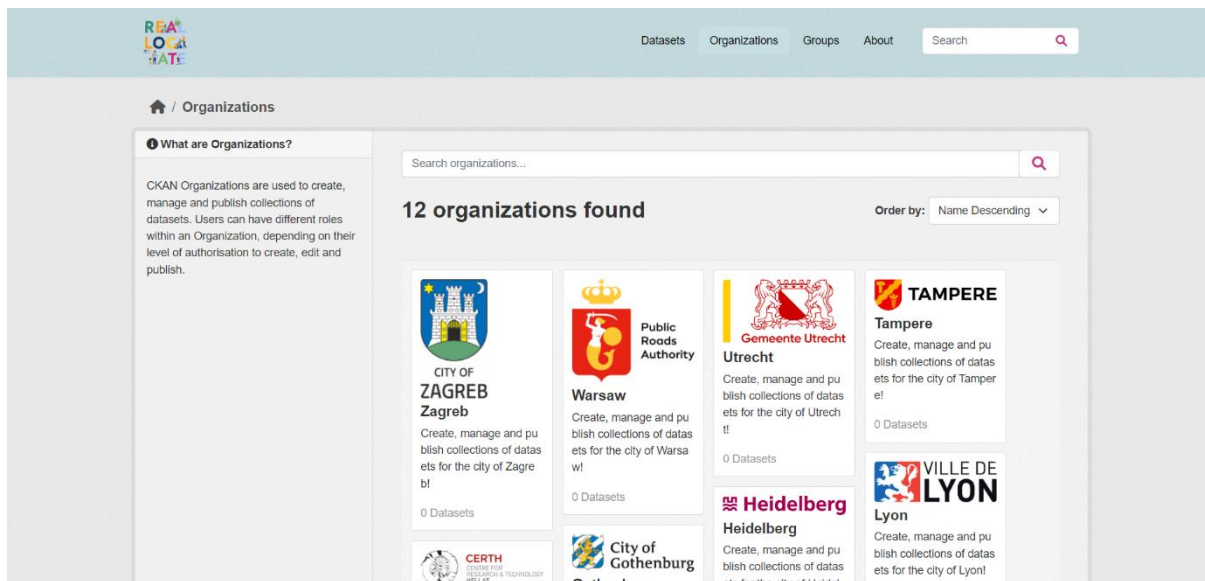 REAL
LOCAL
Datasets Organizations Groups About Search
/ Organizations
What are Organizations?
CKAN Organizations are used to create,
manage and publish collections of
datasets. Users can have different roles
within an Organization, depending on their
level of authorisation to create, edit and
publish.
Search organizations...
12 organizations found
Order by: Name Descending
CITY OF
ZAGREB
Zagreb
Create, manage and pu
blish collections of datas
ets for the city of Zagre
b!
0 Datasets
CERTH
CENTRE FOR
RESEARCH & TECHNOLOGY
Public
Roads
Authority
Warsaw
Create, manage and pu
blish collections of datas
ets for the city of Warsa
w!
0 Datasets
City of
Gothenburg
Gemeente Utrecht
Utrecht
Create, manage and pu
blish collections of datas
ets for the city of Utrech
t!
0 Datasets
Heidelberg
Heidelberg
Create, manage and pu
blish collections of datas
TAMPERE
Tampere
Create, manage and pu
blish collections of datas
ets for the city of Tamper
e!
0 Datasets
VILLE DE
LYON
Lyon
Create, manage and pu
blish collections of datas
ets for the city of Lyon!